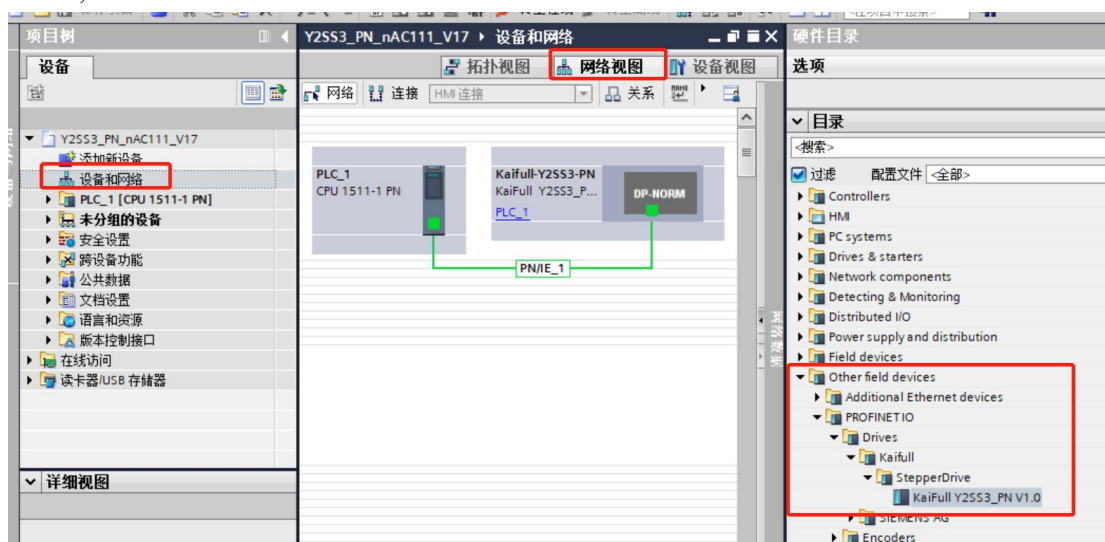 项目树
设备
Y2SS3_PN_nAC111_V17
添加新设备
设备和网络
PLC_1 [CPU 1511-1 PN]
未分组的设备
安全设置
跨设备功能
公共数据
文档设置
语言和资源
版本控制接口
在线访问
读卡器/USB 存储器
详细视图
Y2SS3_PN_nAC111_V17 ▸ 设备和网络
拓扑视图 网络视图 设备视图
网络 连接 HMI 连接 关系
PLC_1
CPU 1511-1 PN
Kaifull-Y2SS3-PN
KaiFull Y2SS3_P...
DP-NORM
PLC_1
PN/IE_1
网络数据
硬件目录
选项
目录
<搜索>
过滤 配置文件 <全部>
Controllers
HMI
PC systems
Drives & starters
Network components
Detecting & Monitoring
Distributed I/O
Power supply and distribution
Field devices
Other field devices
Additional Ethernet devices
PROFINET IO
Drives
Kaifull
StepperDrive
KaiFull Y2SS3_PN V1.0
SIEMENS AG
Encoders